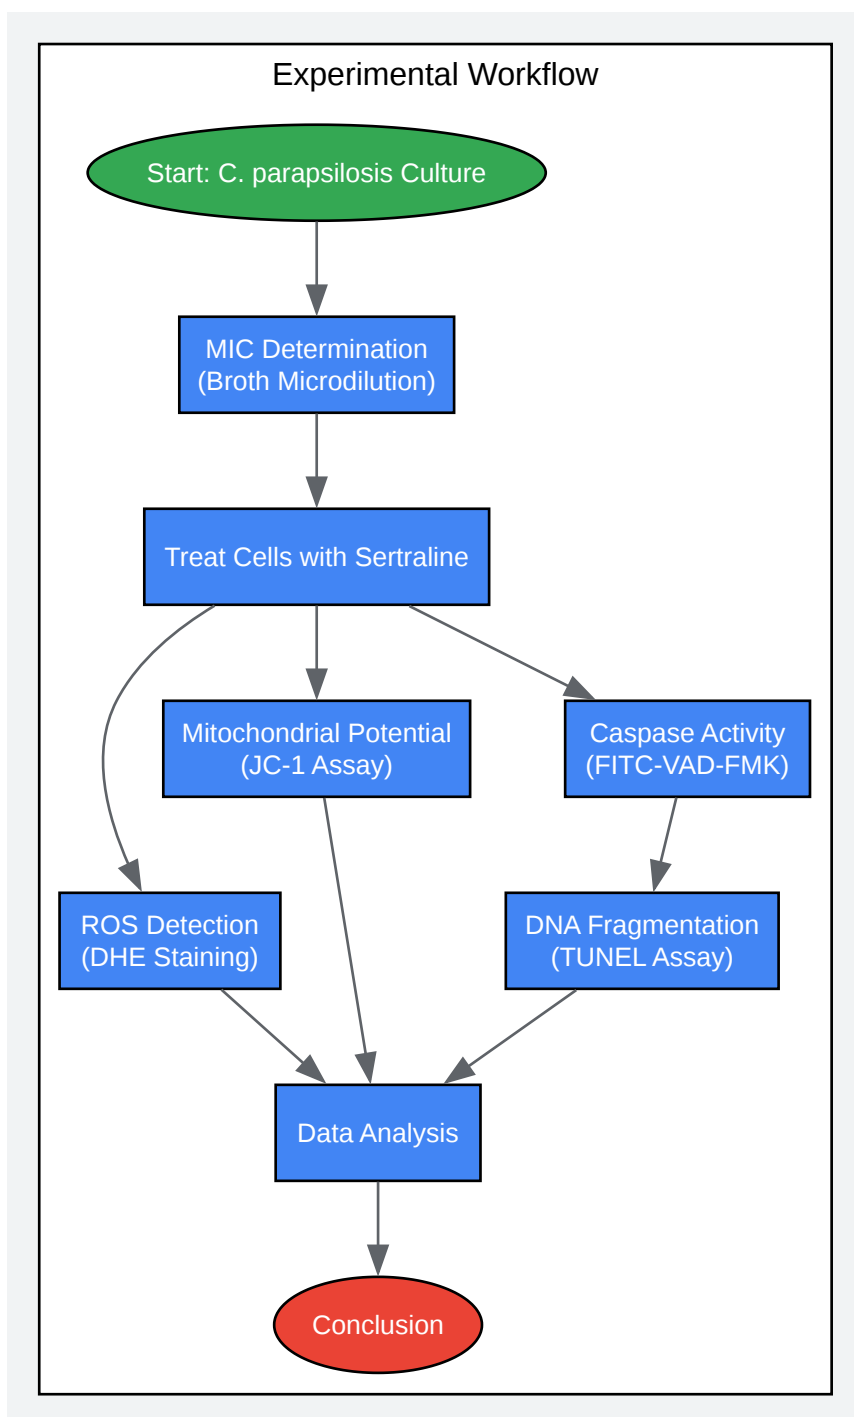 Experimental Workflow
Start: C. parapsilosis Culture
MIC Determination
(Broth Microdilution)
Treat Cells with Sertraline
Mitochondrial Potential
(JC-1 Assay)
Caspase Activity
(FITC-VAD-FMK)
ROS Detection
(DHE Staining)
DNA Fragmentation
(TUNEL Assay)
Data Analysis
Conclusion